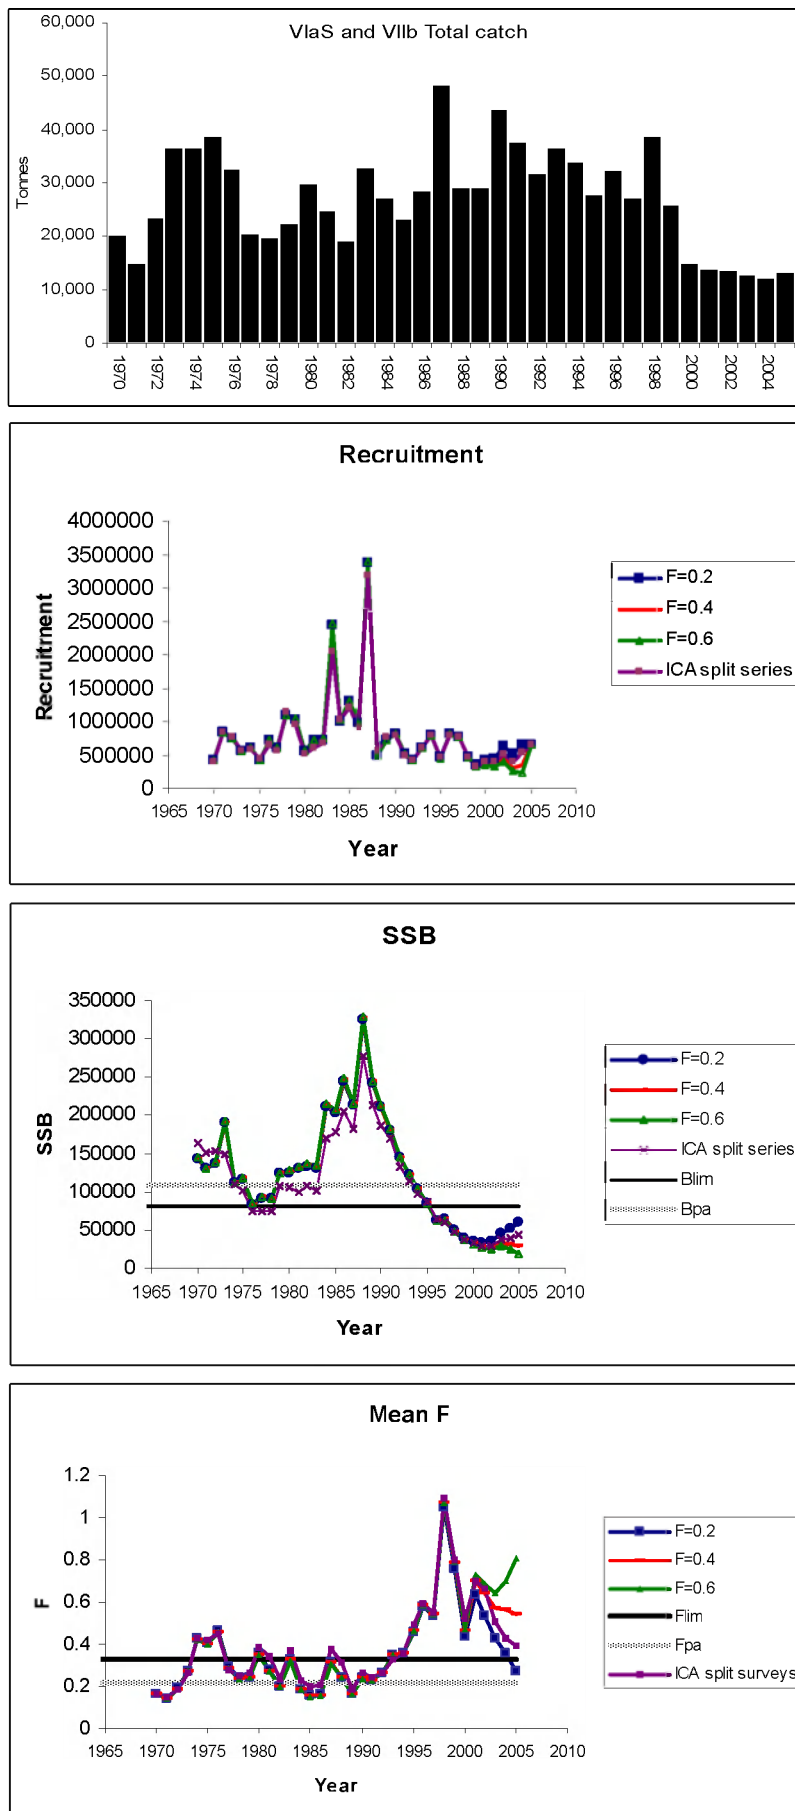 VIaS and VIIb Total catch
60,000
50,000
40,000
30,000
20,000
10,000
0
Tonnes
1970 1972 1974 1976 1978 1980 1982 1984 1986 1988 1990 1992 1994 1996 1998 2000 2002 2004
Recruitment
4000000
3500000
3000000
2500000
2000000
1500000
1000000
500000
0
Recruitment
1965 1970 1975 1980 1985 1990 1995 2000 2005 2010
Year
F=0.2
F=0.4
F=0.6
ICA split series
SSB
350000
300000
250000
200000
150000
100000
50000
0
SSB
1965 1970 1975 1980 1985 1990 1995 2000 2005 2010
Year
F=0.2
F=0.4
F=0.6
ICA split series
Blim
Bpa
Mean F
1.2
1
0.8
0.6
0.4
0.2
0
F
1965 1970 1975 1980 1985 1990 1995 2000 2005 2010
Year
F=0.2
F=0.4
F=0.6
Flim
Fpa
ICA split surveys